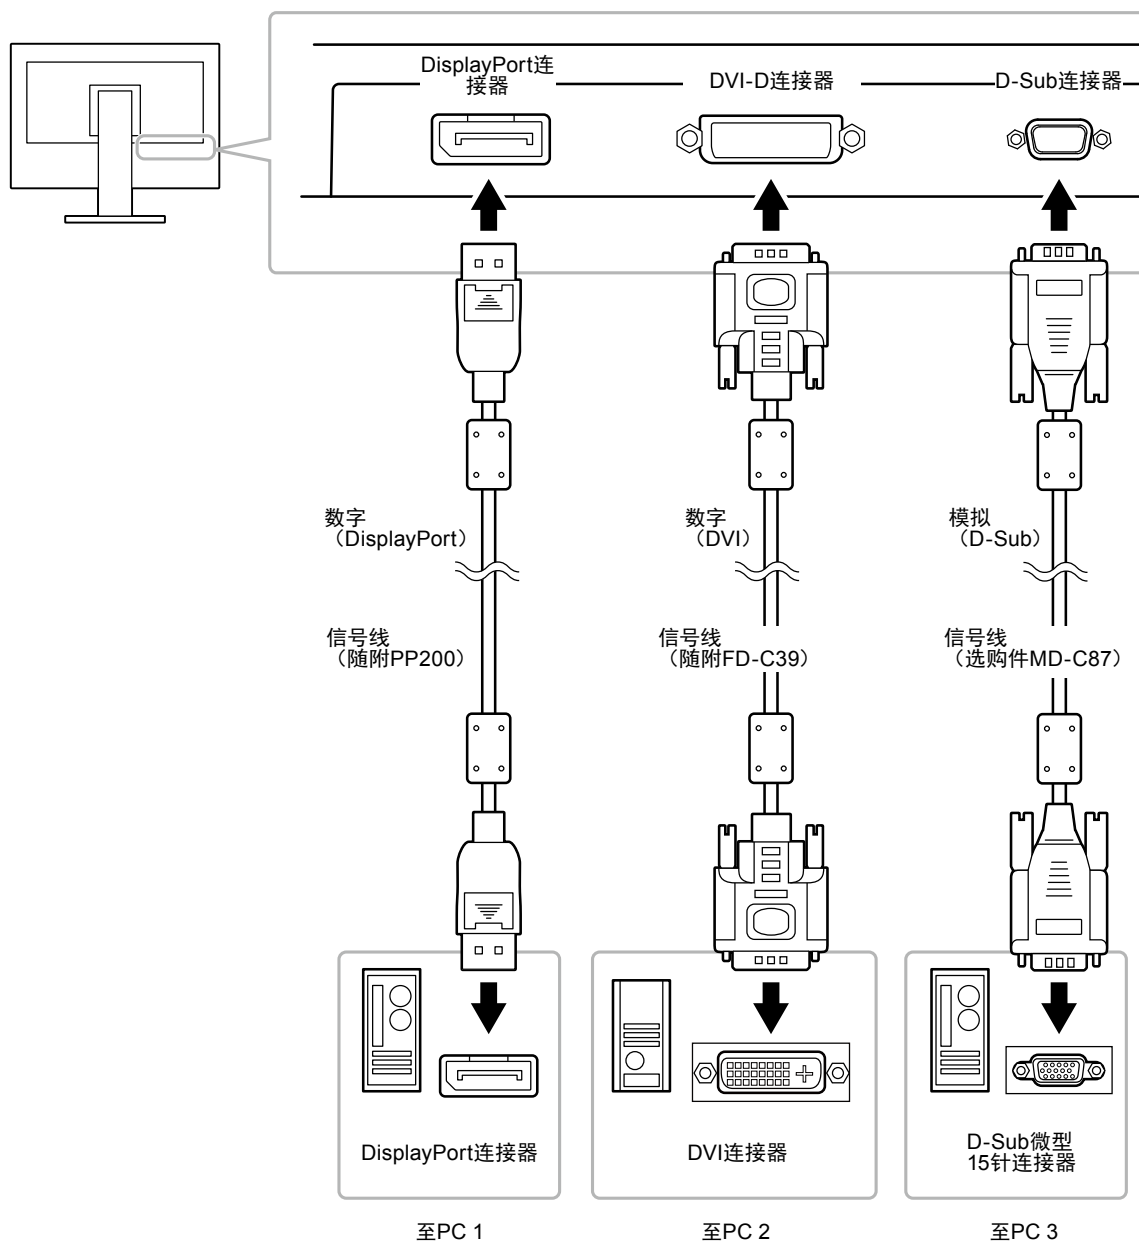 DisplayPort连
接器
DVI-D连接器
D-Sub连接器
数字
（DisplayPort）
数字
（DVI）
模拟
（D-Sub）
信号线
（随附PP200）
信号线
（随附FD-C39）
信号线
（选购件MD-C87）
DisplayPort连接器
DVI连接器
D-Sub微型
15针连接器
至PC 1
至PC 2
至PC 3